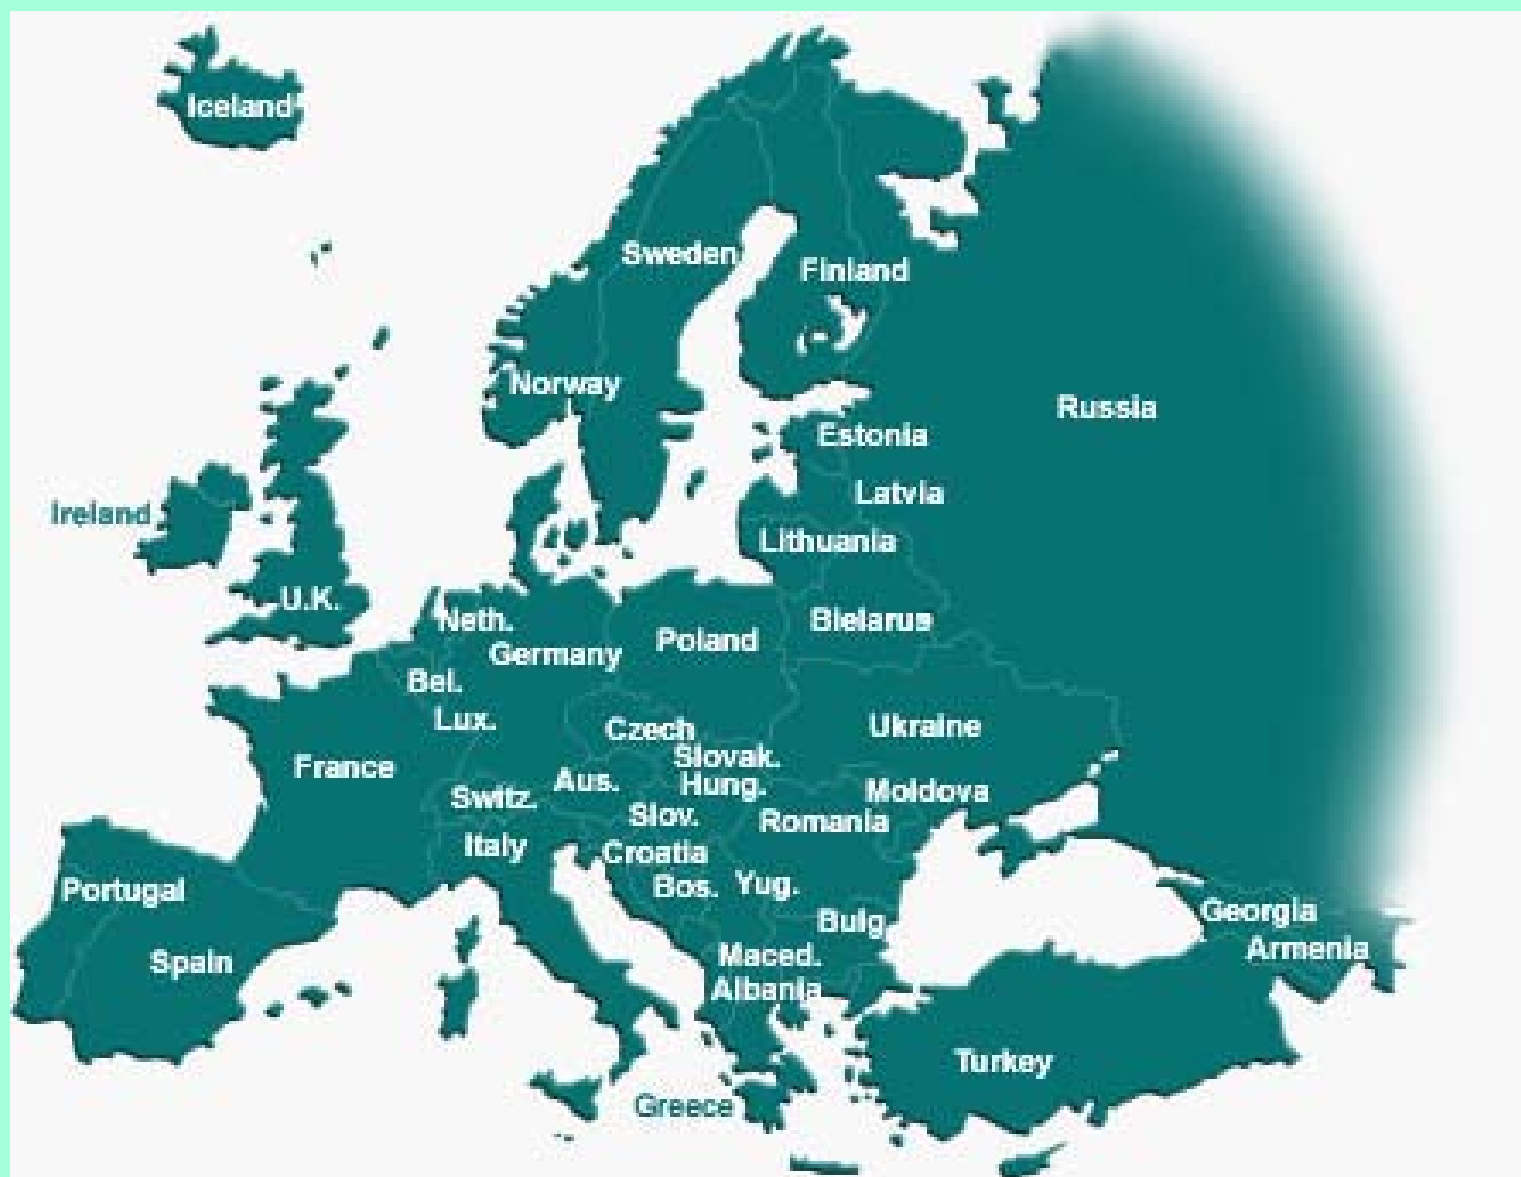 Iceland
Sweden
Finland
Norway
Russia
Estonia
Latvia
Ireland
Lithuania
U.K.
Neth.
Bielarus
Poland
Germany
Bel.
Lux.
Czech
Ukraine
Slovak.
France
Aus.
Hung.
Switz.
Moldova
Slov.
Romania
Italy
Croatia
Bos.
Yug.
Portugal
Georgia
Bulg
Armenia
Maced.
Spain
Albania
Turkey
Greece